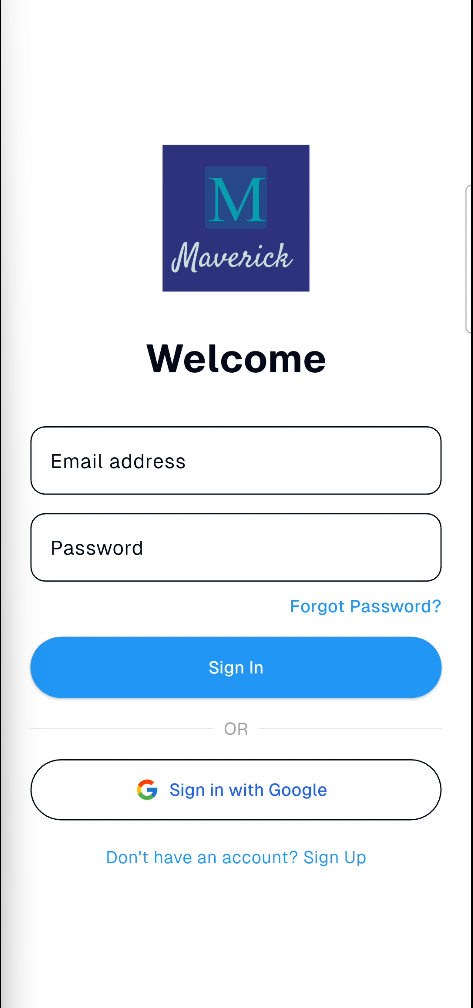 M
Maverick
Welcome
Email address
Password
Forgot Password?
Sign In
OR
Sign in with Google
Don't have an account? Sign Up